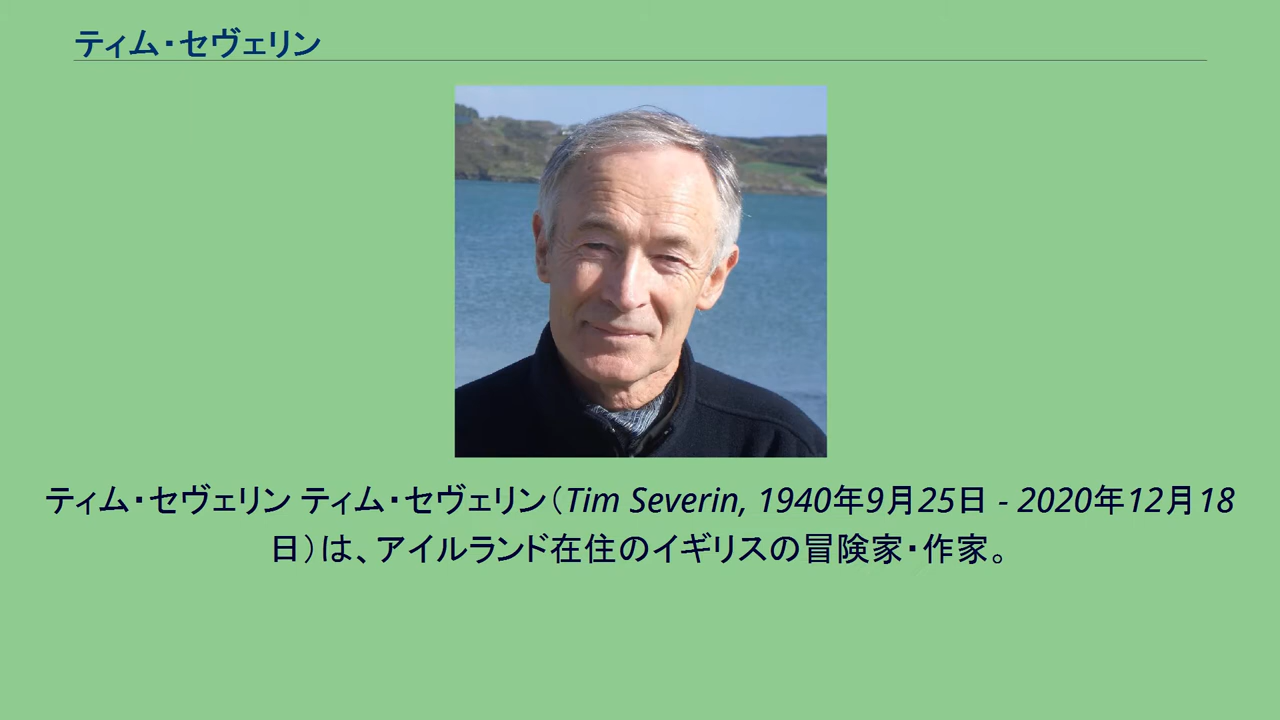 ティム・セヴェリン
ティム・セヴェリン ティム・セヴェリン（Tim Severin, 1940年9月25日 - 2020年12月18
日）は、アイルランド在住のイギリスの冒険家・作家。